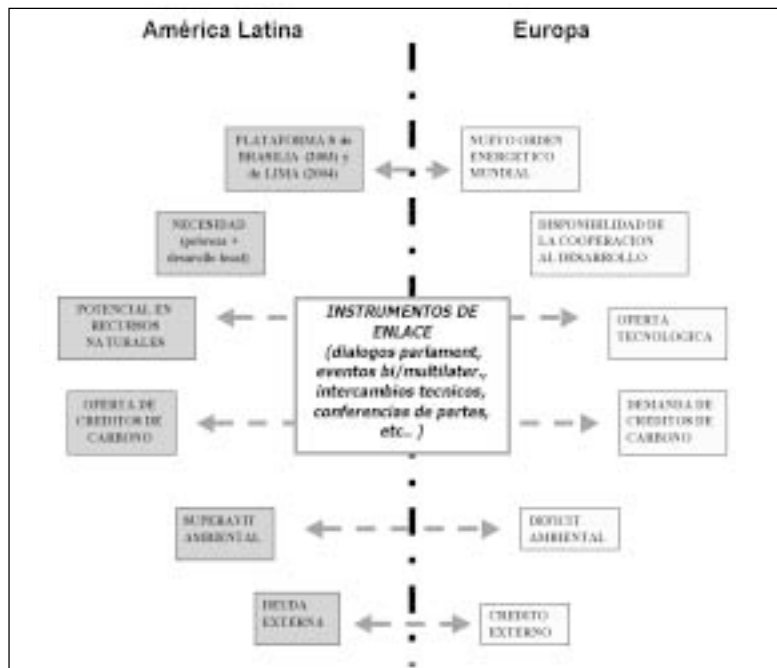 América Latina
Europa
PLATAFORMA S de
BRASILIA (2003) y
de LIMA (2004)
NUEVO ORDEN
ENERGETICO
MUNDIAL
NECESIDAD
(pobreza +
desarrollo local)
DISPONIBILIDAD DE
LA COOPERACION
AL DESARROLLO
POTENCIAL EN
RECURSOS
NATURALES
INSTRUMENTOS DE
ENLACE
(dialogos parlament,
eventos bi/multilater.,
intercambios tecnicos,
conferencias de partes,
etc.. )
OFERTA
TECNOLOGICA
OFERTA DE
CREDITOS DE
CARBONO
DEMANDA DE
CREDITOS DE
CARBONO
SUPERAVIT
AMBIENTAL
DEFICIT
AMBIENTAL
DEUDA
EXTERNA
CREDITO
EXTERNO